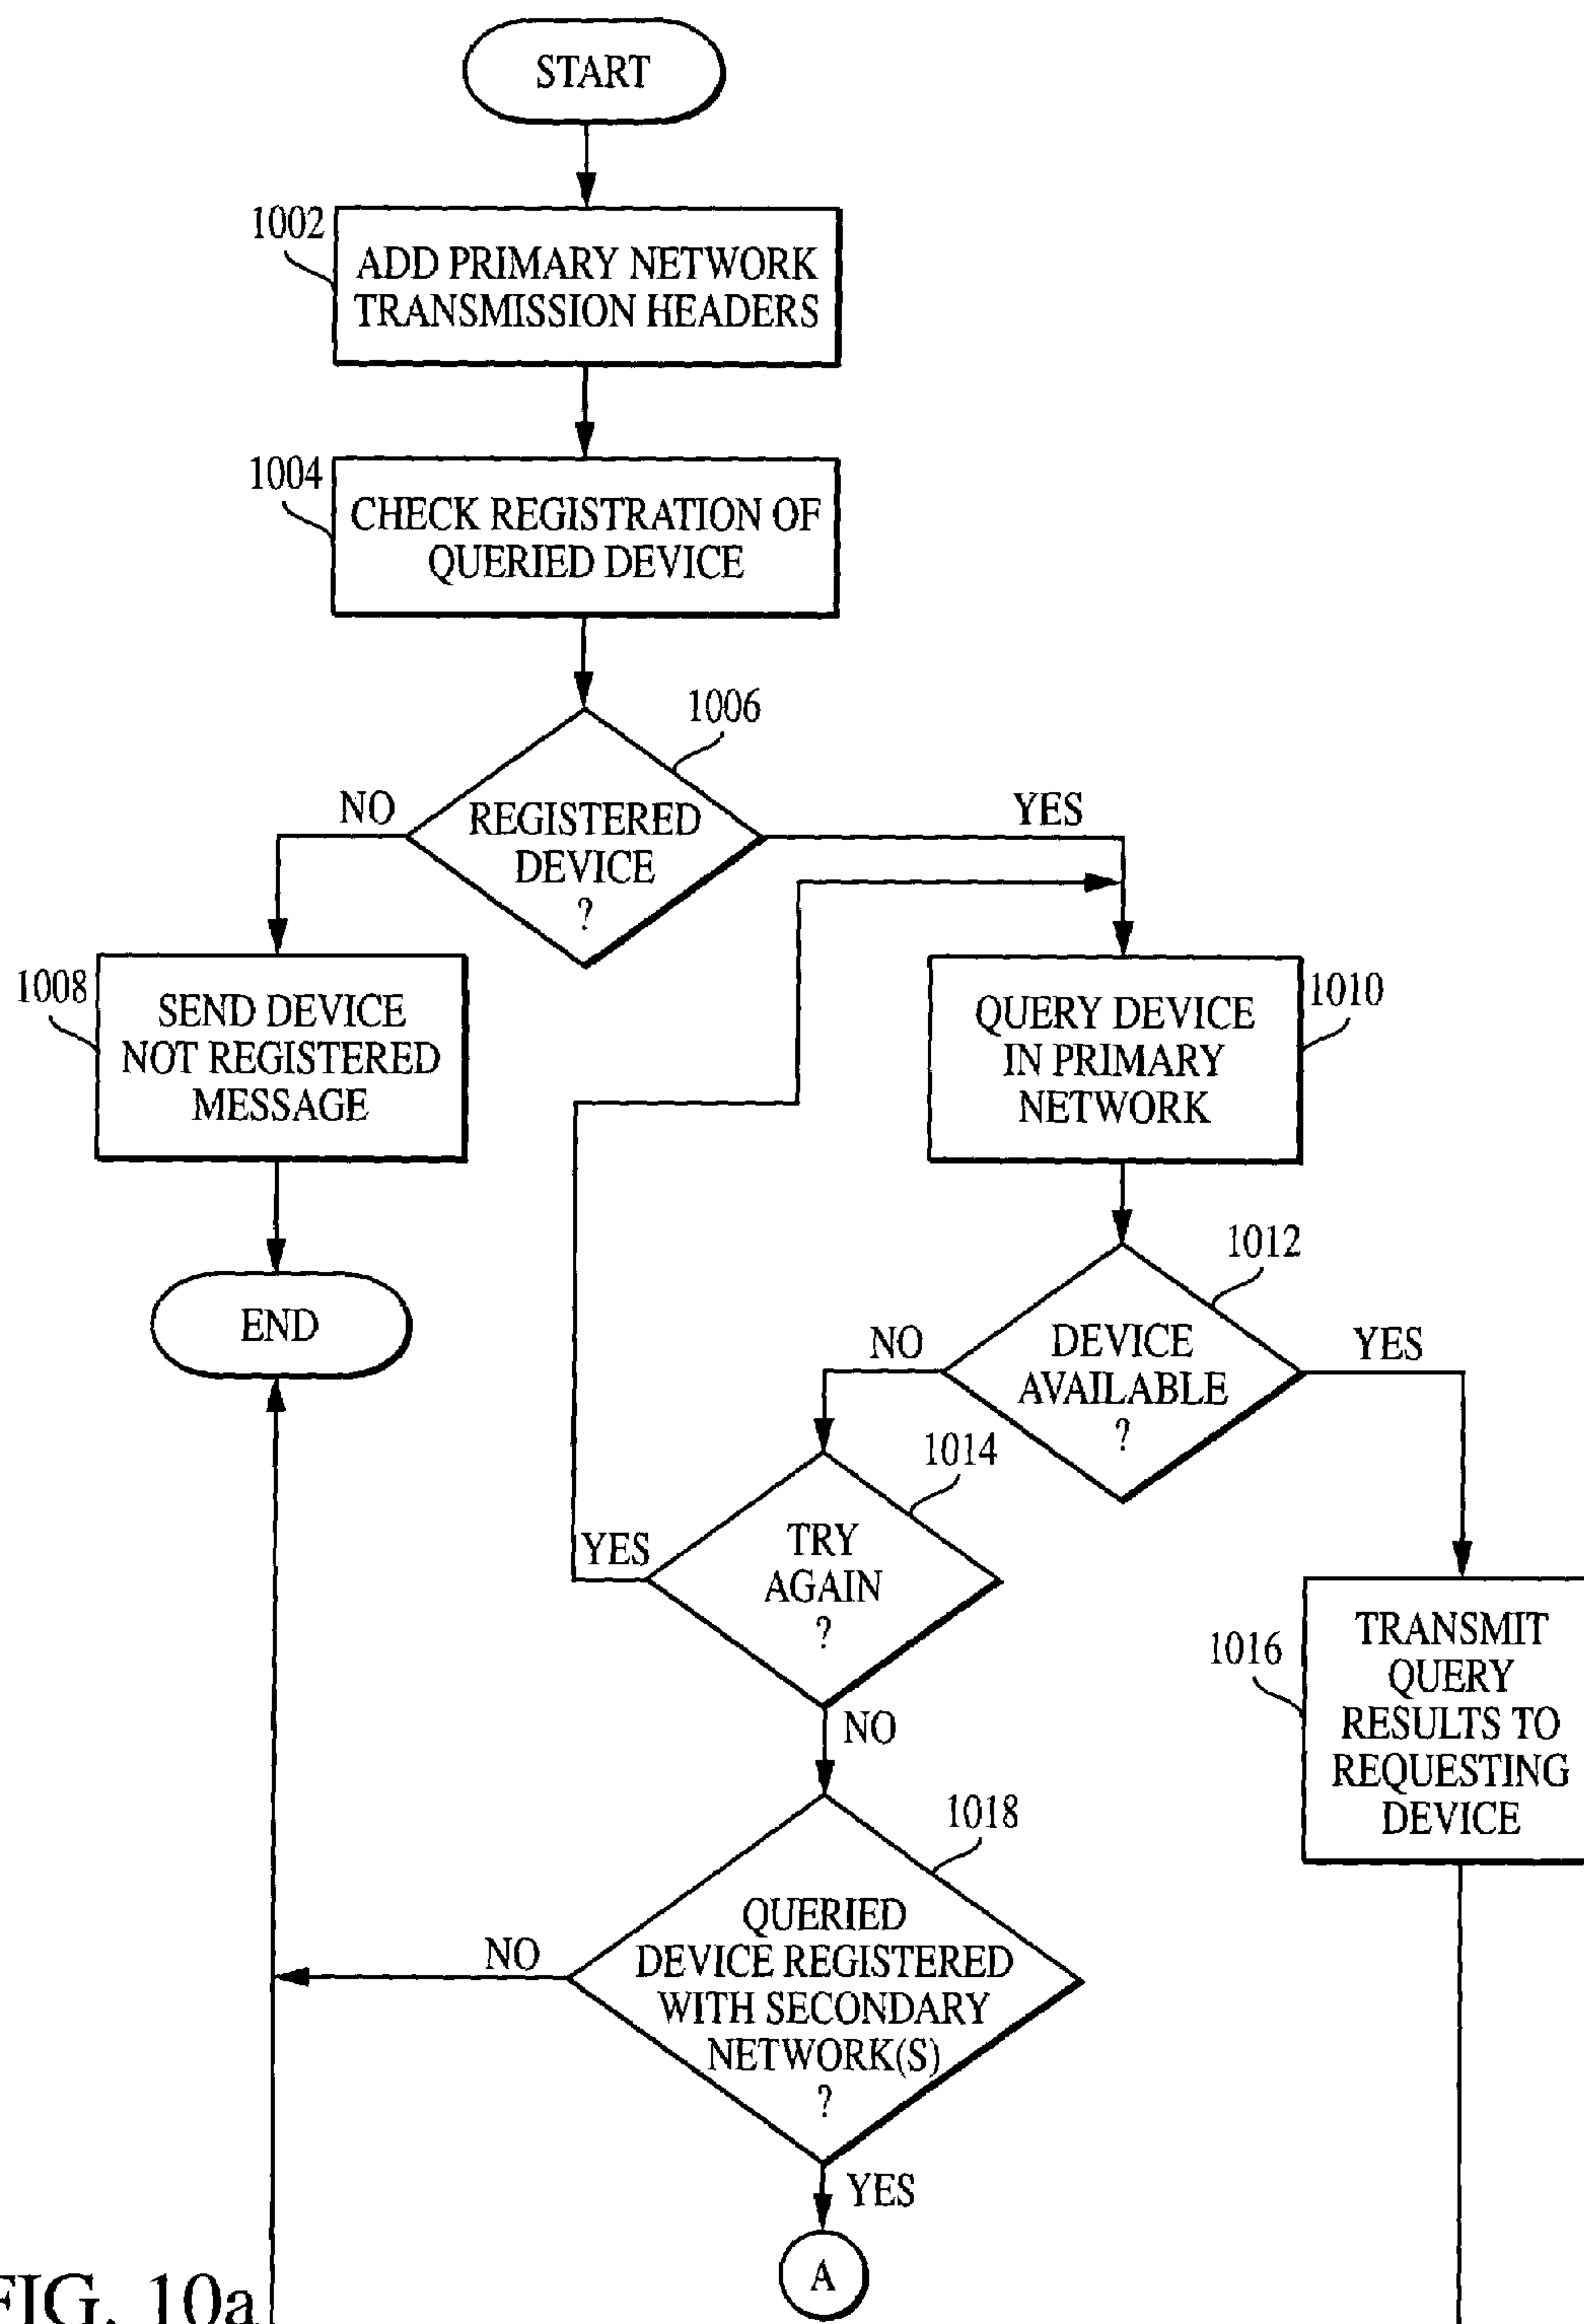 START
1002
ADD PRIMARY NETWORK
TRANSMISSION HEADERS
1004
CHECK REGISTRATION OF
QUERIED DEVICE
1006
NO
REGISTERED
DEVICE
?
YES
1008
SEND DEVICE
NOT REGISTERED
MESSAGE
QUERY DEVICE
IN PRIMARY
NETWORK
1010
END
1012
NO
DEVICE
AVAILABLE
?
YES
1014
YES
TRY
AGAIN
?
NO
1016
TRANSMIT
QUERY
RESULTS TO
REQUESTING
DEVICE
1018
NO
QUERIED
DEVICE REGISTERED
WITH SECONDARY
NETWORK(S)
?
YES
A
FIG. 10a